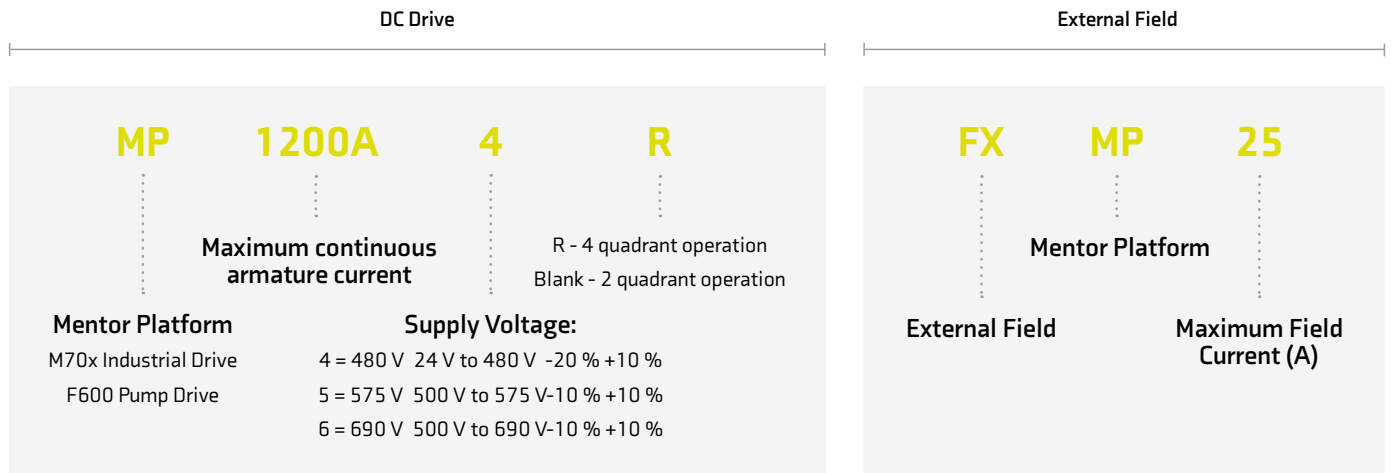 DC Drive
MP 1200A 4 R
Maximum continuous
armature current
R - 4 quadrant operation
Blank - 2 quadrant operation
Mentor Platform
M70x Industrial Drive
F600 Pump Drive
Supply Voltage:
4 = 480 V 24 V to 480 V -20 % +10 %
5 = 575 V 500 V to 575 V-10 % +10 %
6 = 690 V 500 V to 690 V-10 % +10 %
External Field
FX MP 25
Mentor Platform
External Field
Maximum Field
Current (A)